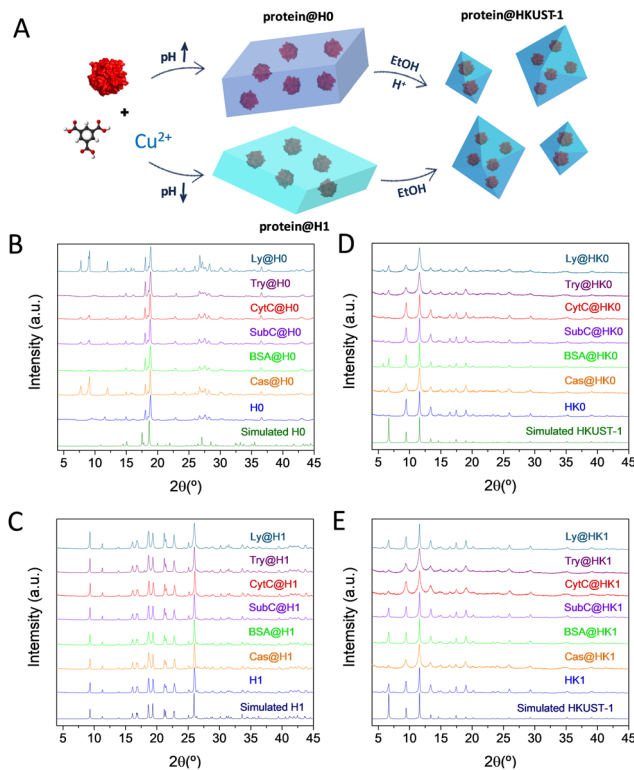 A
protein@H0
protein@HKUST-1
pH ↑
EtOH
H⁺
+
Cu²⁺
pH ↓
EtOH
protein@H1
B
Ly@H0
Try@H0
CytC@H0
SubC@H0
BSA@H0
Cas@H0
H0
Simulated H0
Intensity (a.u.)
5 10 15 20 25 30 35 40 45
2θ(º)
D
Ly@HK0
Try@HK0
CytC@HK0
SubC@HK0
BSA@HK0
Cas@HK0
HK0
Simulated HKUST-1
Intensity (a.u.)
5 10 15 20 25 30 35 40 45
2θ(º)
C
Ly@H1
Try@H1
CytC@H1
SubC@H1
BSA@H1
Cas@H1
H1
Simulated H1
Intemsity (a.u.)
5 10 15 20 25 30 35 40 45
2θ(º)
E
Ly@HK1
Try@HK1
CytC@HK1
SubC@HK1
BSA@HK1
Cas@HK1
HK1
Simulated HKUST-1
Intensity (a.u.)
5 10 15 20 25 30 35 40 45
2θ(º)